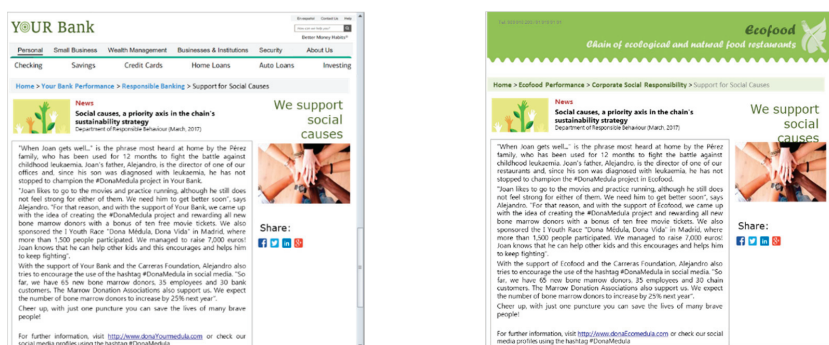 Y◉UR Bank
En español Contact Us Help
Better Money Habits
Personal Small Business Wealth Management Businesses & Institutions Security About Us
Checking Savings Credit Cards Home Loans Auto Loans Investing
Home > Your Bank Performance > Responsible Banking > Support for Social Causes
News
Social causes, a priority axis in the chain's
sustainability strategy
Department of Responsible Behaviour (March, 2017)
We support
social
causes
"When Joan gets well..." is the phrase most heard at home by the Pérez
family, who has been used for 12 months to fight the battle against
childhood leukaemia. Joan's father, Alejandro, is the director of one of our
offices and, since his son was diagnosed with leukaemia, he has not
stopped to champion the #DonaMedula project in Your Bank.
"Joan likes to go to the movies and practice running, although he still does
not feel strong for either of them. We need him to get better soon", says
Alejandro. "For that reason, and with the support of Your Bank, we came up
with the idea of creating the #DonaMedula project and rewarding all new
bone marrow donors with a bonus of ten free movie tickets. We also
sponsored the I Youth Race "Dona Médula, Dona Vida" in Madrid, where
more than 1,500 people participated. We managed to raise 7,000 euros!
Joan knows that he can help other kids and this encourages and helps him
to keep fighting".
With the support of Your Bank and the Carreras Foundation, Alejandro also
tries to encourage the use of the hashtag #DonaMedula in social media. "So
far, we have 65 new bone marrow donors, 35 employees and 30 bank
customers. The Marrow Donation Associations also support us. We expect
the number of bone marrow donors to increase by 25% next year".
Cheer up, with just one puncture you can save the lives of many brave
people!
For further information, visit http://www.donaYourmedula.com or check our
social media profiles using the hashtag #DonaMedula
Share:
Ecofood
Chain of ecological and natural food restaurants
Home > Ecofood Performance > Corporate Social Responsibility > Support for Social Causes
News
Social causes, a priority axis in the chain's
sustainability strategy
Department of Responsible Behaviour (March, 2017)
We support
social
causes
"When Joan gets well..." is the phrase most heard at home by the Pérez
family, who has been used for 12 months to fight the battle against
childhood leukaemia. Joan's father, Alejandro, is the director of one of our
restaurants and, since his son was diagnosed with leukaemia, he has not
stopped to champion the #DonaMedula project in Ecofood.
"Joan likes to go to the movies and practice running, although he still does
not feel strong for either of them. We need him to get better soon", says
Alejandro. "For that reason, and with the support of Ecofood, we came up
with the idea of creating the #DonaMedula project and rewarding all new
bone marrow donors with a bonus of ten free movie tickets. We also
sponsored the I Youth Race "Dona Médula, Dona Vida" in Madrid, where
more than 1,500 people participated. We managed to raise 7,000 euros!
Joan knows that he can help other kids and this encourages and helps him
to keep fighting".
With the support of Ecofood and the Carreras Foundation, Alejandro also
tries to encourage the use of the hashtag #DonaMedula in social media. "So
far, we have 65 new bone marrow donors, 35 employees and 30 chain
customers. The Marrow Donation Associations also support us. We expect
the number of bone marrow donors to increase by 25% next year".
Cheer up, with just one puncture you can save the lives of many brave
people!
For further information, visit http://www.donaEcomedula.com or check our social
media profiles using the hashtag #DonaMedula
Share: